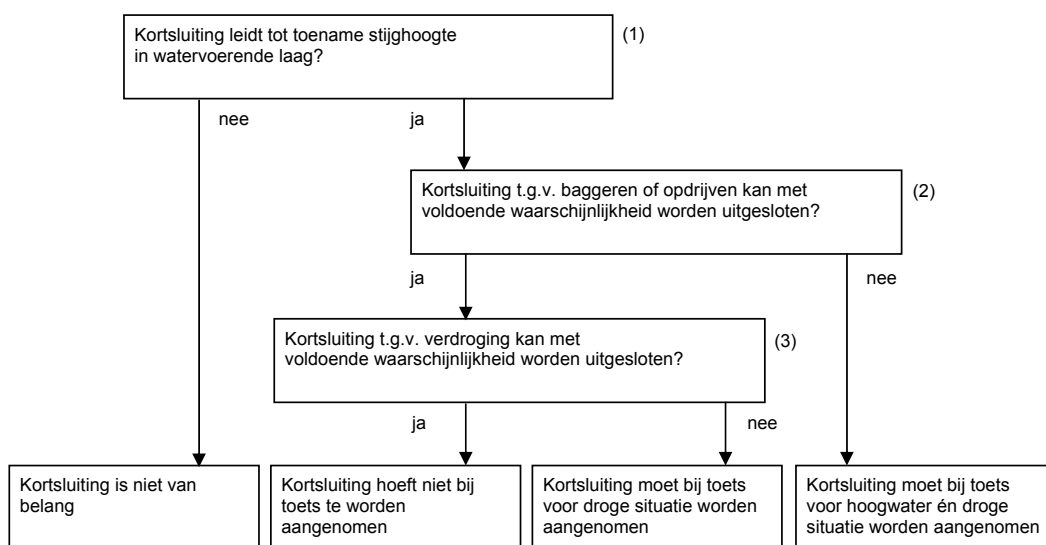 Kortsluiting leidt tot toename stijghoogte
in watervoerende laag?
(1)
nee
ja
Kortsluiting t.g.v. baggeren of opdrijven kan met
voldoende waarschijnlijkheid worden uitgesloten?
(2)
ja
nee
Kortsluiting t.g.v. verdroging kan met
voldoende waarschijnlijkheid worden uitgesloten?
(3)
ja
nee
Kortsluiting is niet van
belang
Kortsluiting hoeft niet bij
toets te worden
aangenomen
Kortsluiting moet bij toets
voor droge situatie worden
aangenomen
Kortsluiting moet bij toets
voor hoogwater én droge
situatie worden aangenomen